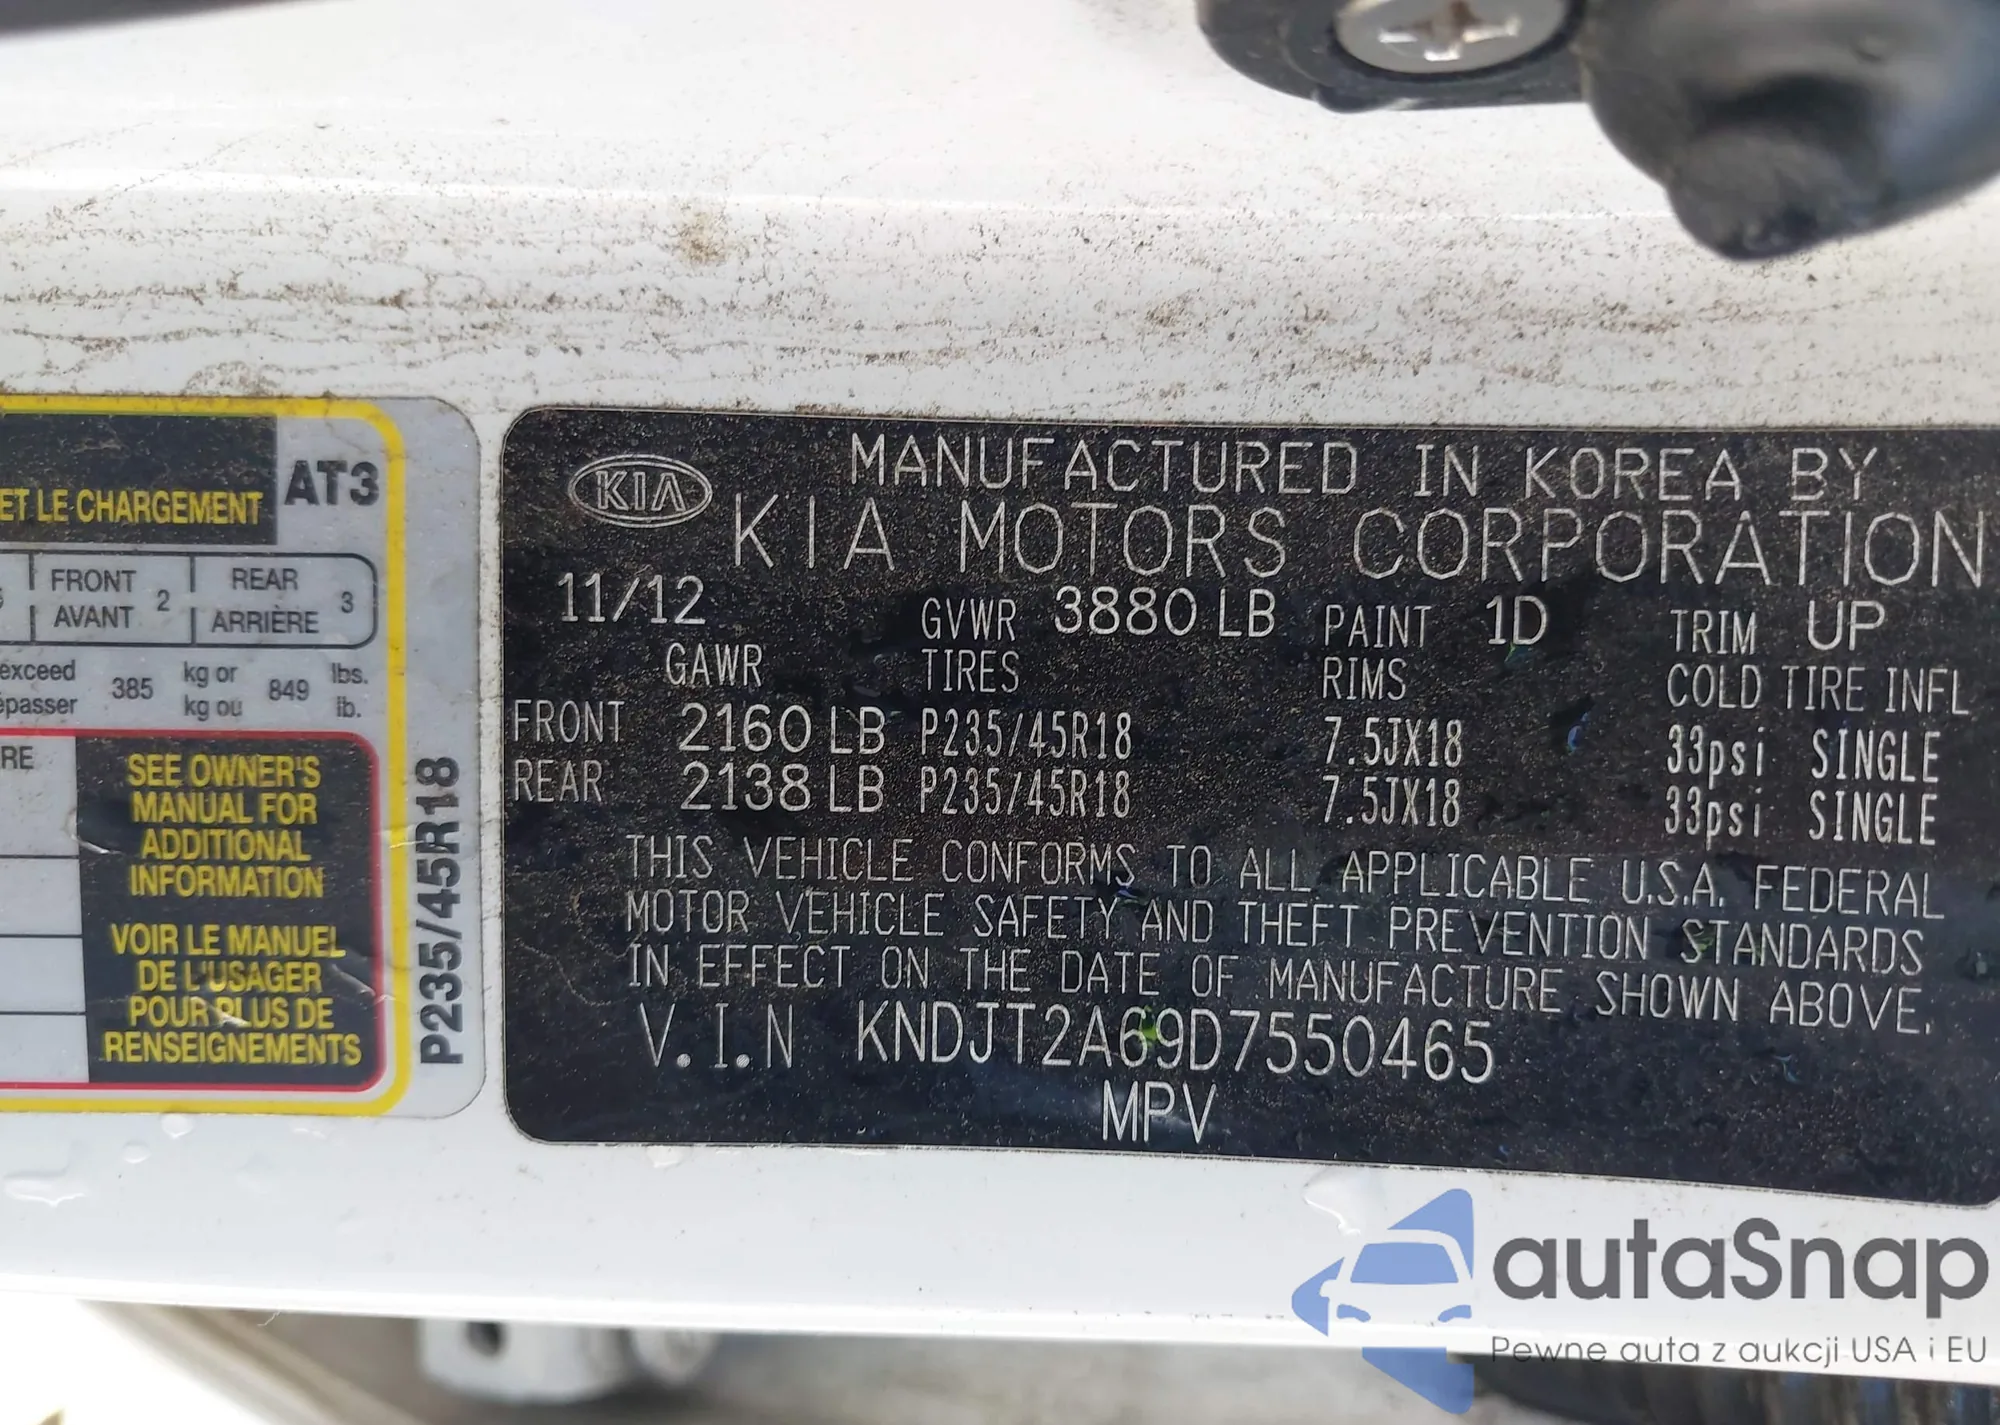 ET LE CHARGEMENT
AT3
FRONT
AVANT
2
REAR
ARRIÈRE
3
exceed
épasser
385
kg or
kg ou
849
lbs.
lb.
RE
SEE OWNER'S
MANUAL FOR
ADDITIONAL
INFORMATION
VOIR LE MANUEL
DE L'USAGER
POUR PLUS DE
RENSEIGNEMENTS
P235/45R18
KIA
MANUFACTURED IN KOREA BY
KIA MOTORS CORPORATION
11/12 GVWR 3880 LB PAINT 1D TRIM UP
GAWR TIRES RIMS COLD TIRE INFL
FRONT 2160 LB P235/45R18 7.5JX18 33psi SINGLE
REAR 2138 LB P235/45R18 7.5JX18 33psi SINGLE
THIS VEHICLE CONFORMS TO ALL APPLICABLE U.S.A. FEDERAL
MOTOR VEHICLE SAFETY AND THEFT PREVENTION STANDARDS
IN EFFECT ON THE DATE OF MANUFACTURE SHOWN ABOVE.
V.I.N KNDJT2A69D7550465
MPV
autaSnap
Pewne auta z aukcji USA i EU